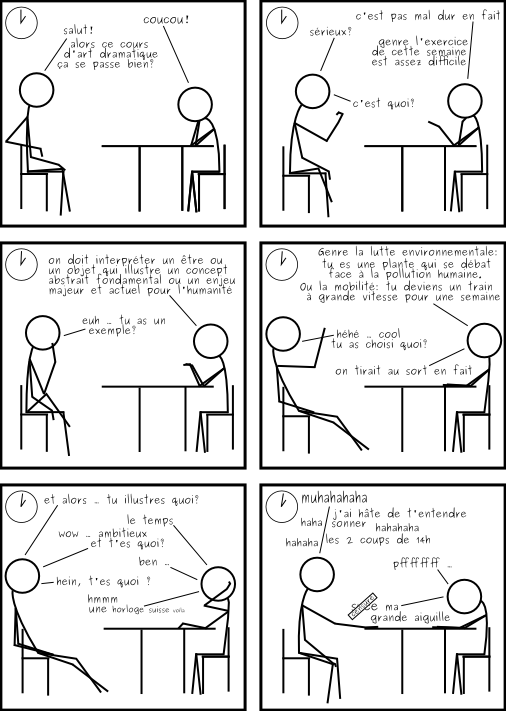 salut!
alors ce cours
d'art dramatique
ça se passe bien?
coucou!
c'est pas mal dur en fait
sérieux?
genre l'exercice
de cette semaine
est assez difficile
c'est quoi?
on doit interpréter un être ou
un objet qui illustre un concept
abstrait fondamental ou un enjeu
majeur et actuel pour l'humanité
euh ... tu as un
exemple?
Genre la lutte environnementale:
tu es une plante qui se débat
face à la pollution humaine.
Ou la mobilité: tu deviens un train
à grande vitesse pour une semaine
héhé ... cool
tu as choisi quoi?
on tirait au sort en fait
et alors ... tu illustres quoi?
le temps
wow ... ambitieux
et t'es quoi?
ben ...
hein, t'es quoi ?
hmmm
une horloge suisse voilà
muhahahaha
j'ai hâte de t'entendre
haha sonner hahahaha
hahaha les 2 coups de 14h
pffffff ...
ma
grande aiguille